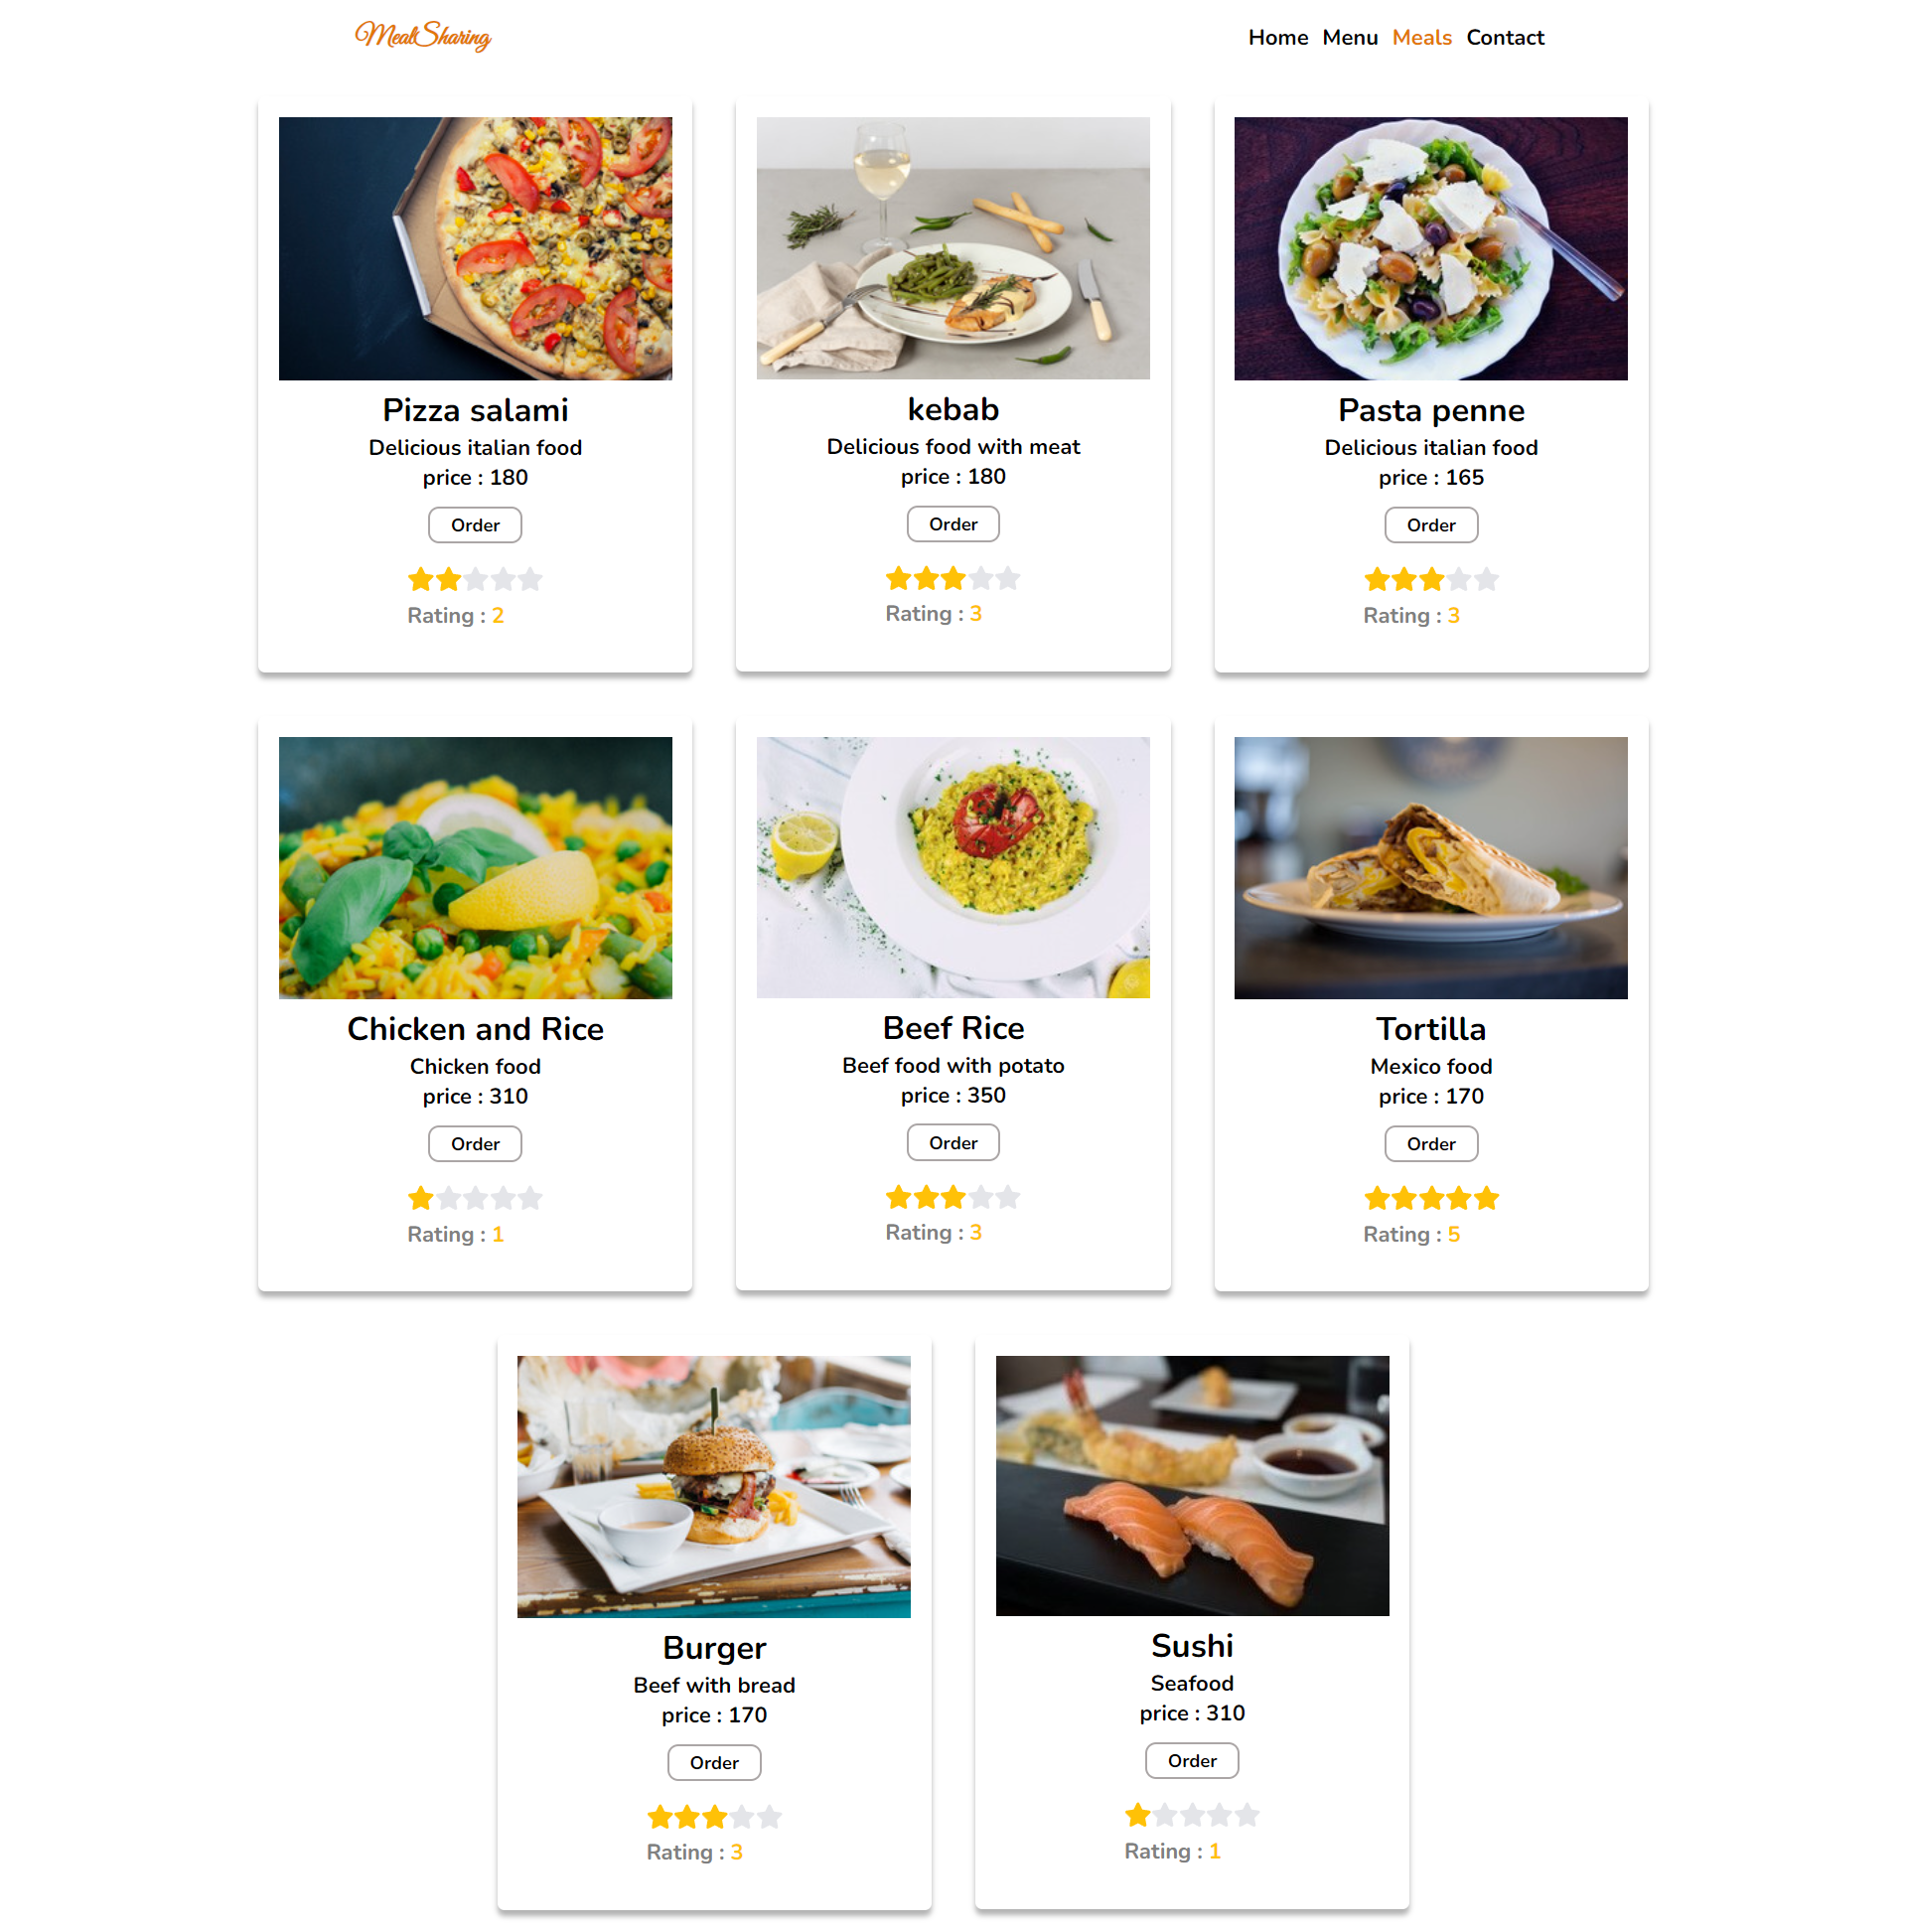 MealSharing
Home Menu Meals Contact
Pizza salami
Delicious italian food
price : 180
Order
Rating : 2
kebab
Delicious food with meat
price : 180
Order
Rating : 3
Pasta penne
Delicious italian food
price : 165
Order
Rating : 3
Chicken and Rice
Chicken food
price : 310
Order
Rating : 1
Beef Rice
Beef food with potato
price : 350
Order
Rating : 3
Tortilla
Mexico food
price : 170
Order
Rating : 5
Burger
Beef with bread
price : 170
Order
Rating : 3
Sushi
Seafood
price : 310
Order
Rating : 1